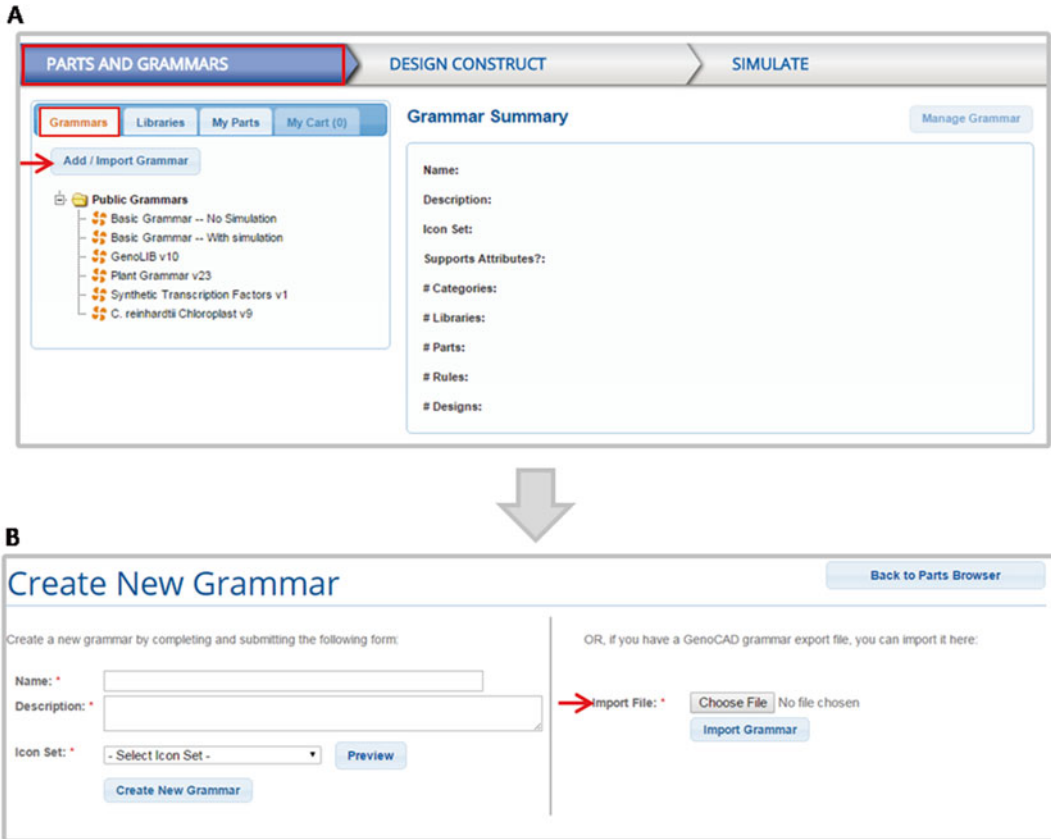 A
PARTS AND GRAMMARS
DESIGN CONSTRUCT
SIMULATE
Grammars
Libraries
My Parts
My Cart (0)
Add / Import Grammar
Public Grammars
Basic Grammar -- No Simulation
Basic Grammar -- With simulation
GenoLIB v10
Plant Grammar v23
Synthetic Transcription Factors v1
C. reinhardtii Chloroplast v9
Grammar Summary
Manage Grammar
Name:
Description:
Icon Set:
Supports Attributes?:
# Categories:
# Libraries:
# Parts:
# Rules:
# Designs:
B
Create New Grammar
Back to Parts Browser
Create a new grammar by completing and submitting the following form:
Name: *
Description: *
Icon Set: *
- Select Icon Set -
Preview
Create New Grammar
OR, if you have a GenoCAD grammar export file, you can import it here:
Import File: *
Choose File No file chosen
Import Grammar